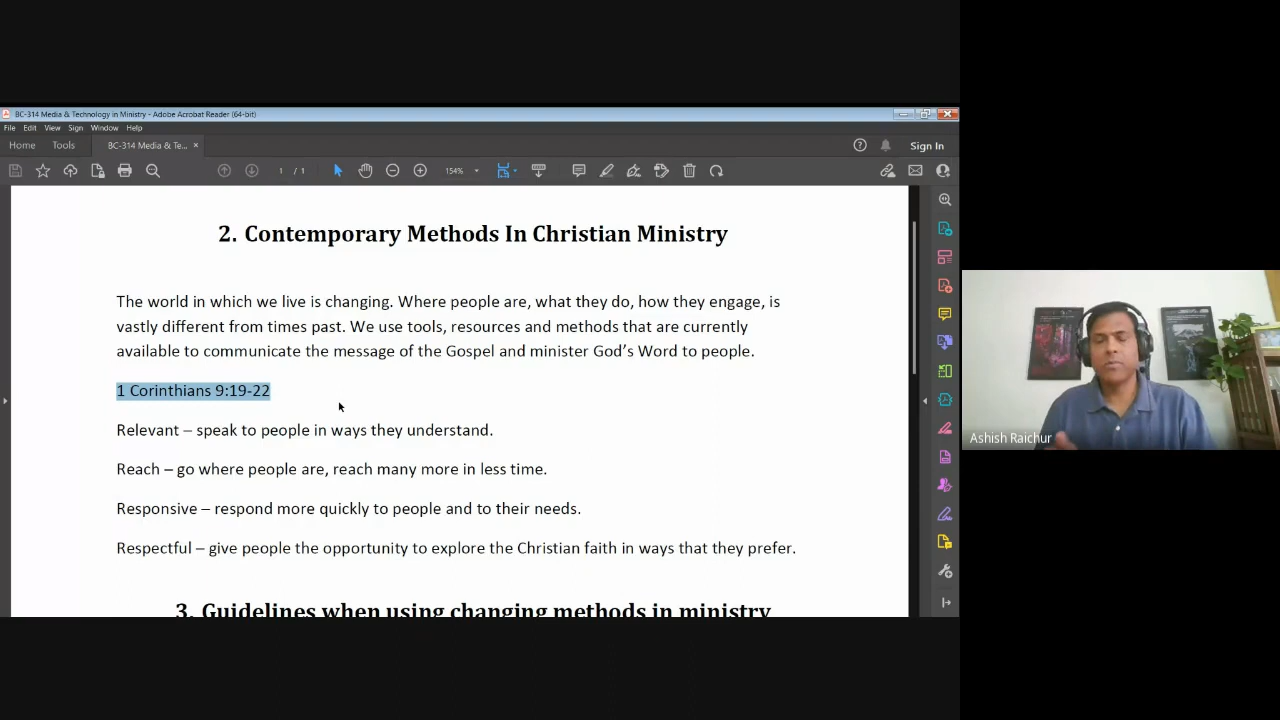 BC-314 Media & Technology in Ministry - Adobe Acrobat Reader (64-bit)
File Edit View Sign Window Help
Home Tools BC-314 Media & Te... × Sign In
1 / 1 154%
2. Contemporary Methods In Christian Ministry
The world in which we live is changing. Where people are, what they do, how they engage, is
vastly different from times past. We use tools, resources and methods that are currently
available to communicate the message of the Gospel and minister God’s Word to people.
1 Corinthians 9:19-22
Relevant – speak to people in ways they understand.
Reach – go where people are, reach many more in less time.
Responsive – respond more quickly to people and to their needs.
Respectful – give people the opportunity to explore the Christian faith in ways that they prefer.
3. Guidelines when using changing methods in ministry
Ashish Raichur